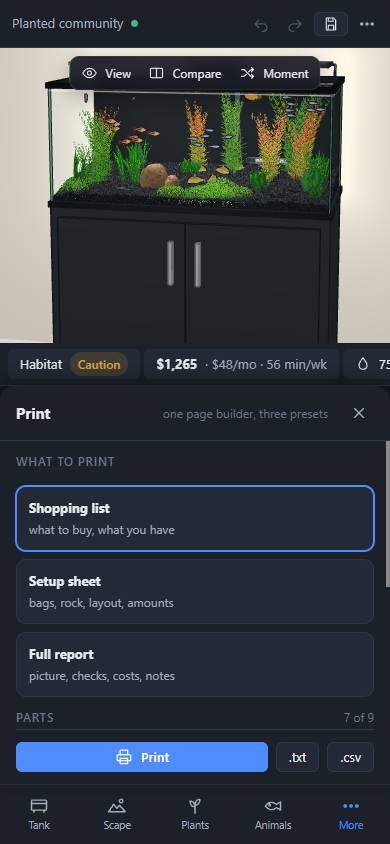 Planted community
View Compare Moment
Habitat Caution $1,265 · $48/mo · 56 min/wk 75
Print one page builder, three presets
WHAT TO PRINT
Shopping list
what to buy, what you have
Setup sheet
bags, rock, layout, amounts
Full report
picture, checks, costs, notes
PARTS 7 of 9
Print .txt .csv
Tank Scape Plants Animals More